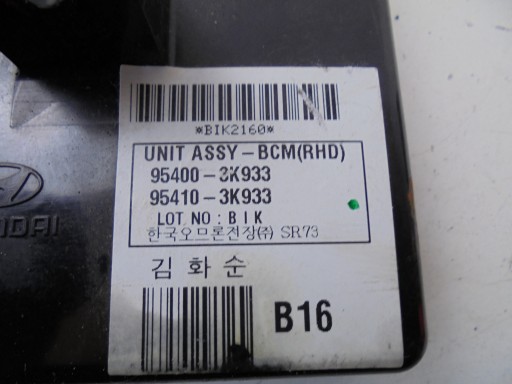 *BIK2160*
UNIT ASSY-BCM(RHD)
95400-3K933
95410-3K933
LOT NO : B I K
한국오므론전장㈜ SR73
김화순
B16